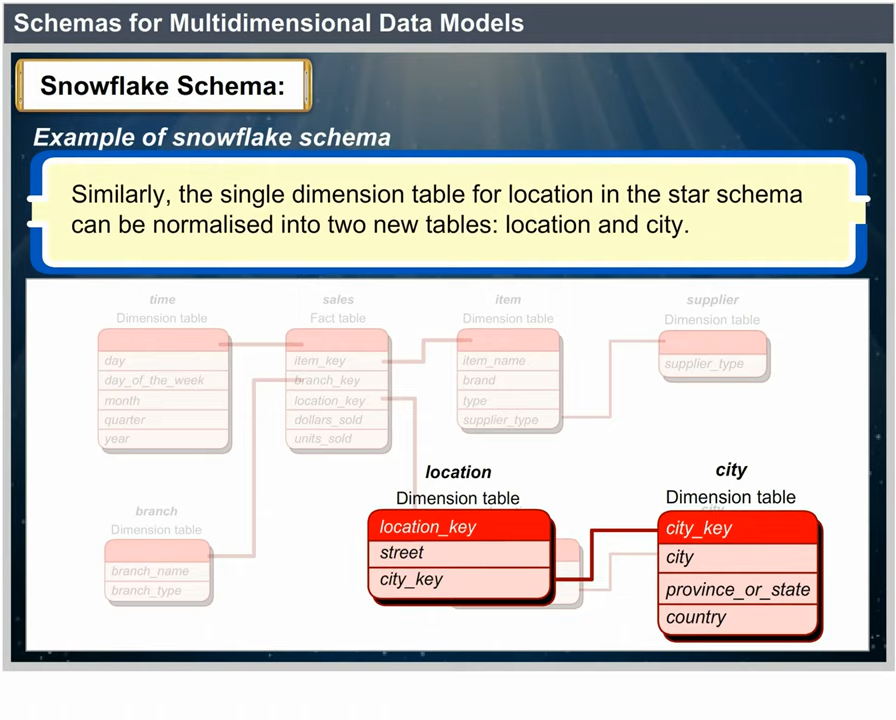 Schemas for Multidimensional Data Models
Snowflake Schema:
Example of snowflake schema
Similarly, the single dimension table for location in the star schema
can be normalised into two new tables: location and city.
time
Dimension table
day
day_of_the_week
month
quarter
year
sales
Fact table
item_key
branch_key
location_key
dollars_sold
units_sold
item
Dimension table
item_name
brand
type
supplier_type
supplier
Dimension table
supplier_type
branch
Dimension table
branch_name
branch_type
location
Dimension table
location_key
street
city_key
city
Dimension table
city
city_key
city
province_or_state
country